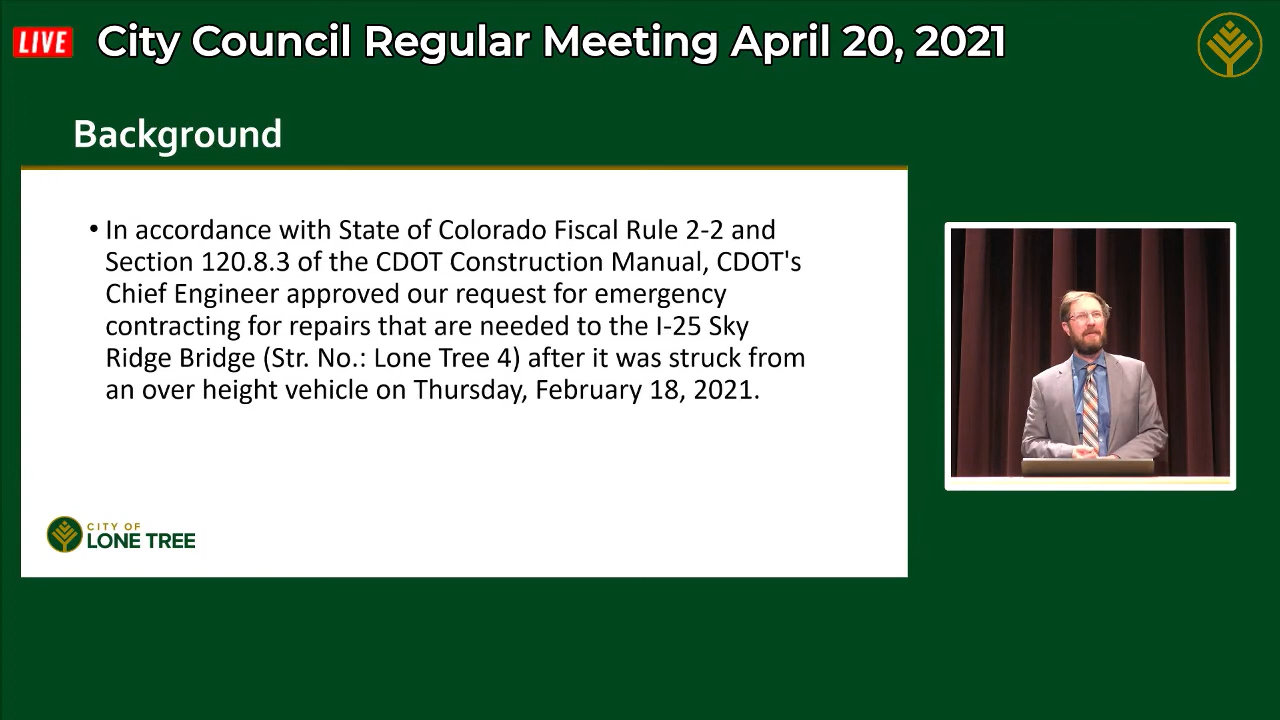 LIVE City Council Regular Meeting April 20, 2021
Background
• In accordance with State of Colorado Fiscal Rule 2-2 and
Section 120.8.3 of the CDOT Construction Manual, CDOT's
Chief Engineer approved our request for emergency
contracting for repairs that are needed to the I-25 Sky
Ridge Bridge (Str. No.: Lone Tree 4) after it was struck from
an over height vehicle on Thursday, February 18, 2021.
CITY OF
LONE TREE